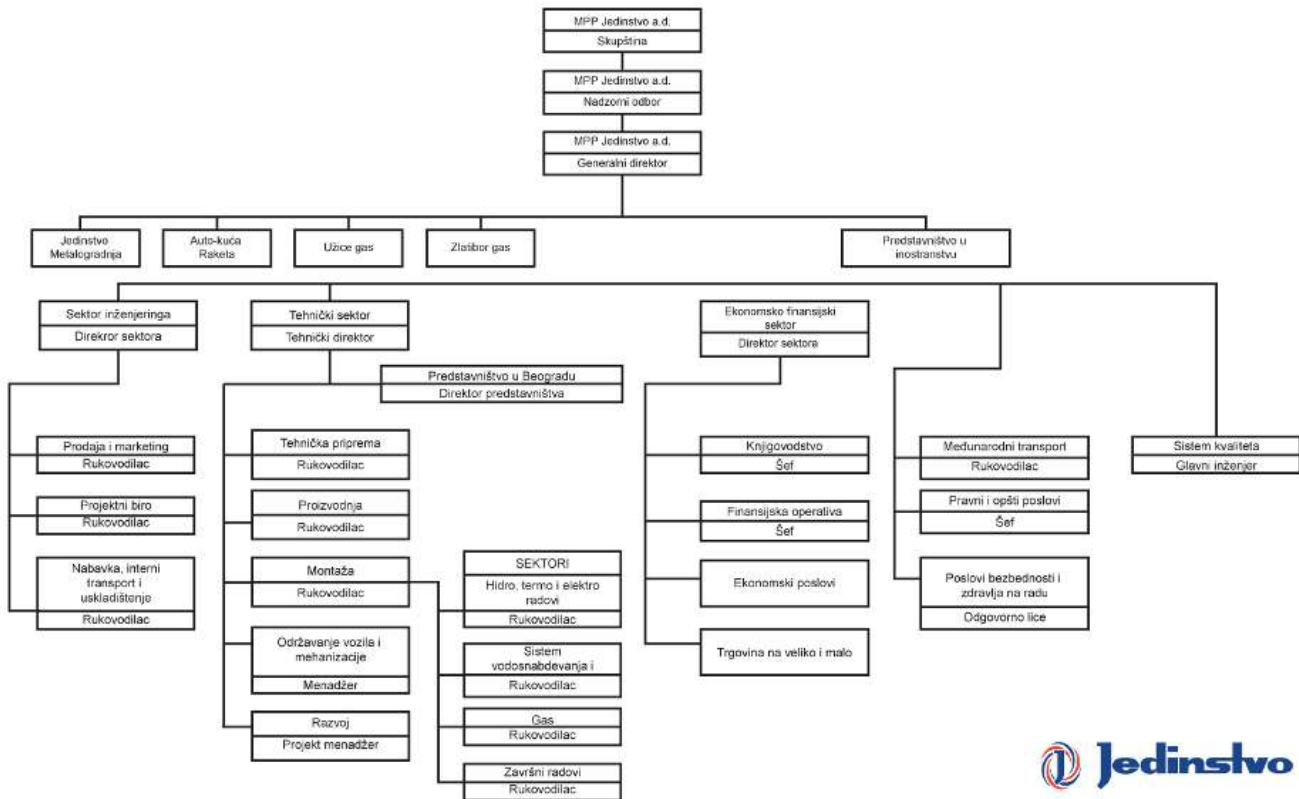 MPP Jedinstvo a.d.
Skupština
MPP Jedinstvo a.d.
Nadzorni odbor
MPP Jedinstvo a.d.
Generalni direktor
Jedinstvo
Metalogradnja
Auto-kuća
Raketa
Užice gas
Zlatibor gas
Predstavništvo u
inostranstvu
Sektor inženjeringa
Direkror sektora
Tehnički sektor
Tehnički direktor
Ekonomsko finansijski
sektor
Direktor sektora
Predstavništvo u Beogradu
Direktor predstavništva
Prodaja i marketing
Rukovodilac
Projektni biro
Rukovodilac
Nabavka, interni
transport i
uskladištenje
Rukovodilac
Tehnička priprema
Rukovodilac
Proizvodnja
Rukovodilac
Montaža
Rukovodilac
Održavanje vozila i
mehanizacije
Menadžer
Razvoj
Projekt menadžer
SEKTORI
Hidro, termo i elektro
radovi
Rukovodilac
Sistem
vodosnabdevanja i
Rukovodilac
Gas
Rukovodilac
Završni radovi
Rukovodilac
Knjigovodstvo
Šef
Finansijska operativa
Šef
Ekonomski poslovi
Trgovina na veliko i malo
Međunarodni transport
Rukovodilac
Pravni i opšti poslovi
Šef
Poslovi bezbednosti i
zdravlja na radu
Odgovorno lice
Sistem kvaliteta
Glavni inženjer
Jedinstvo